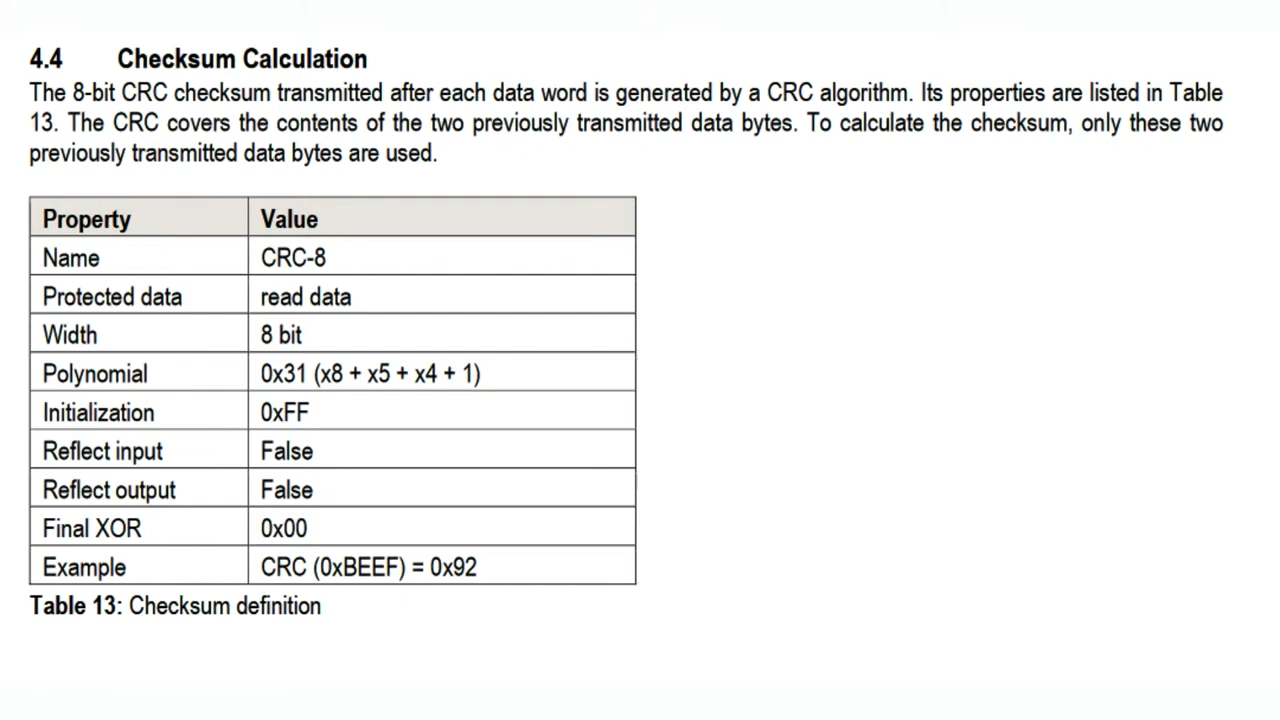 4.4 Checksum Calculation
The 8-bit CRC checksum transmitted after each data word is generated by a CRC algorithm. Its properties are listed in Table
13. The CRC covers the contents of the two previously transmitted data bytes. To calculate the checksum, only these two
previously transmitted data bytes are used.
Property Value
Name CRC-8
Protected data read data
Width 8 bit
Polynomial 0x31 (x8 + x5 + x4 + 1)
Initialization 0xFF
Reflect input False
Reflect output False
Final XOR 0x00
Example CRC (0xBEEF) = 0x92
Table 13: Checksum definition